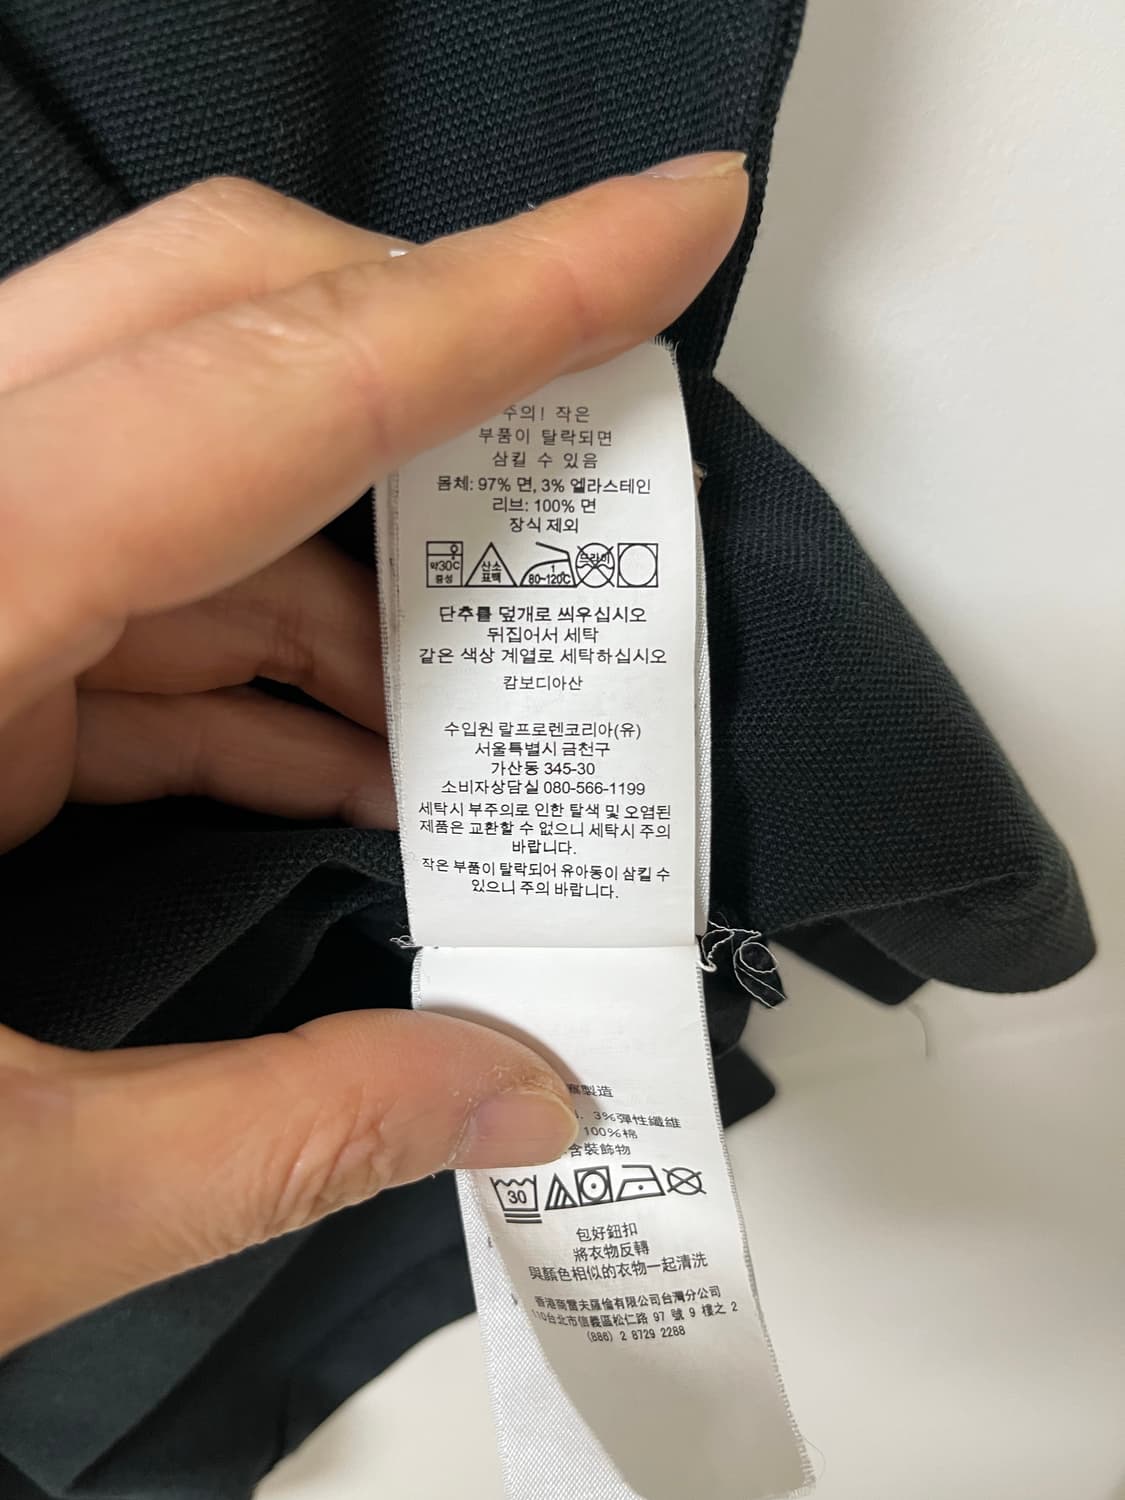 주의! 작은
부품이 탈락되면
삼킬 수 있음
몸체: 97% 면, 3% 엘라스테인
리브: 100% 면
장식 제외
약30C
중성
산소
표백
1
80~120C
드라이
단추를 덮개로 씌우십시오
뒤집어서 세탁
같은 색상 계열로 세탁하십시오
캄보디아산
수입원 랄프로렌코리아(유)
서울특별시 금천구
가산동 345-30
소비자상담실 080-566-1199
세탁시 부주의로 인한 탈색 및 오염된
제품은 교환할 수 없으니 세탁시 주의
바랍니다.
작은 부품이 탈락되어 유아동이 삼킬 수
있으니 주의 바랍니다.
寨製造
3%彈性纖維
100%棉
含裝飾物
30
包好鈕扣
將衣物反轉
與顏色相似的衣物一起清洗
香港商雷夫羅倫有限公司台灣分公司
110台北市信義區松仁路 97 號 9 樓之 2
(886) 2 8729 2288